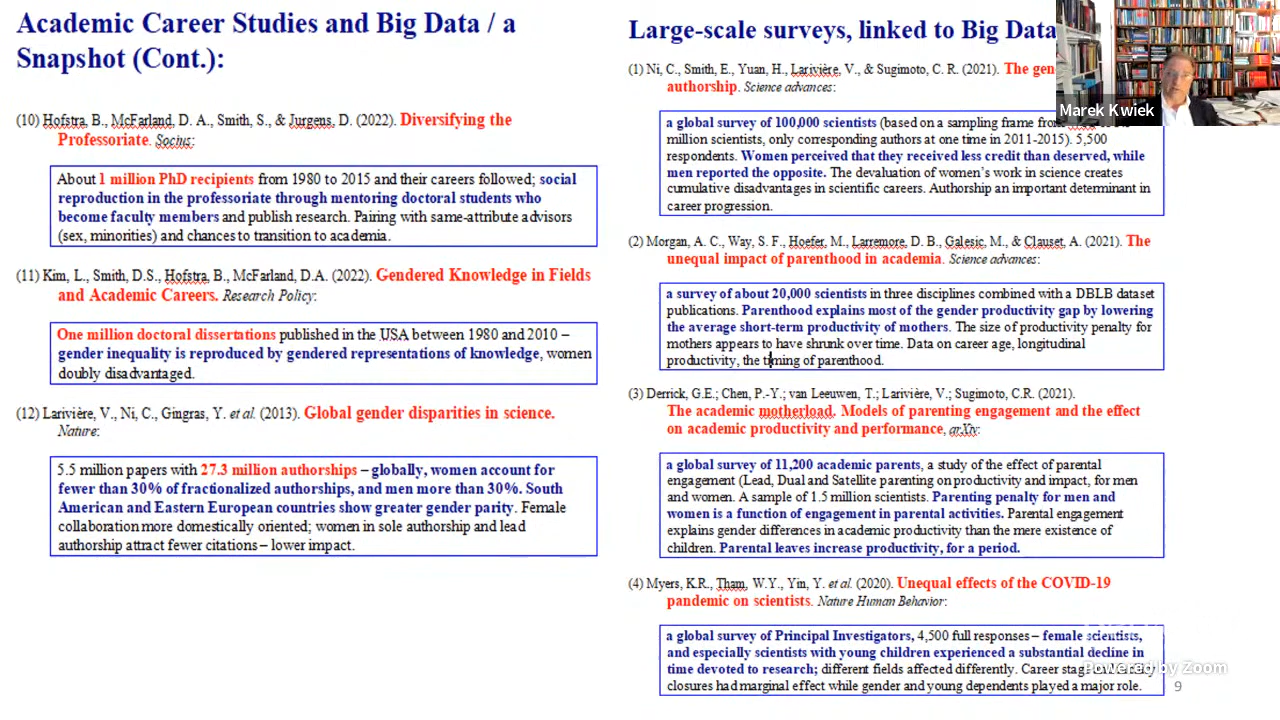 Academic Career Studies and Big Data / a
Snapshot (Cont.):
(10) Hofstra, B., McFarland, D. A., Smith, S., & Jurgens, D. (2022). Diversifying the
Professoriate. Socius:
About 1 million PhD recipients from 1980 to 2015 and their careers followed; social
reproduction in the professoriate through mentoring doctoral students who
become faculty members and publish research. Pairing with same-attribute advisors
(sex, minorities) and chances to transition to academia.
(11) Kim, L., Smith, D.S., Hofstra, B., McFarland, D.A. (2022). Gendered Knowledge in Fields
and Academic Careers. Research Policy:
One million doctoral dissertations published in the USA between 1980 and 2010 –
gender inequality is reproduced by gendered representations of knowledge, women
doubly disadvantaged.
(12) Larivière, V., Ni, C., Gingras, Y. et al. (2013). Global gender disparities in science.
Nature:
5.5 million papers with 27.3 million authorships – globally, women account for
fewer than 30% of fractionalized authorships, and men more than 30%. South
American and Eastern European countries show greater gender parity. Female
collaboration more domestically oriented; women in sole authorship and lead
authorship attract fewer citations – lower impact.
Large-scale surveys, linked to Big Data
(1) Ni, C., Smith, E., Yuan, H., Larivière, V., & Sugimoto, C. R. (2021). The gen
authorship. Science advances:
a global survey of 100,000 scientists (based on a sampling frame
million scientists, only corresponding authors at one time in 2011-2015). 5,500
respondents. Women perceived that they received less credit than deserved, while
men reported the opposite. The devaluation of women's work in science creates
cumulative disadvantages in scientific careers. Authorship an important determinant in
career progression.
(2) Morgan, A. C., Way, S. F., Hoefer, M., Larremore, D. B., Galesic, M., & Clauset, A. (2021). The
unequal impact of parenthood in academia. Science advances:
a survey of about 20,000 scientists in three disciplines combined with a DBLB dataset
publications. Parenthood explains most of the gender productivity gap by lowering
the average short-term productivity of mothers. The size of productivity penalty for
mothers appears to have shrunk over time. Data on career age, longitudinal
productivity, the timing of parenthood.
(3) Derrick, G.E.; Chen, P.-Y.; van Leeuwen, T.; Larivière, V.; Sugimoto, C.R. (2021).
The academic motherload. Models of parenting engagement and the effect
on academic productivity and performance, arXiv:
a global survey of 11,200 academic parents, a study of the effect of parental
engagement (Lead, Dual and Satellite parenting on productivity and impact, for men
and women. A sample of 1.5 million scientists. Parenting penalty for men and
women is a function of engagement in parental activities. Parental engagement
explains gender differences in academic productivity than the mere existence of
children. Parental leaves increase productivity, for a period.
(4) Myers, K.R., Tham, W.Y., Yin, Y. et al. (2020). Unequal effects of the COVID-19
pandemic on scientists. Nature Human Behavior:
a global survey of Principal Investigators, 4,500 full responses – female scientists,
and especially scientists with young children experienced a substantial decline in
time devoted to research; different fields affected differently. Career stage
closures had marginal effect while gender and young dependents played a major role.
Marek Kwiek
Powered by Zoom
9